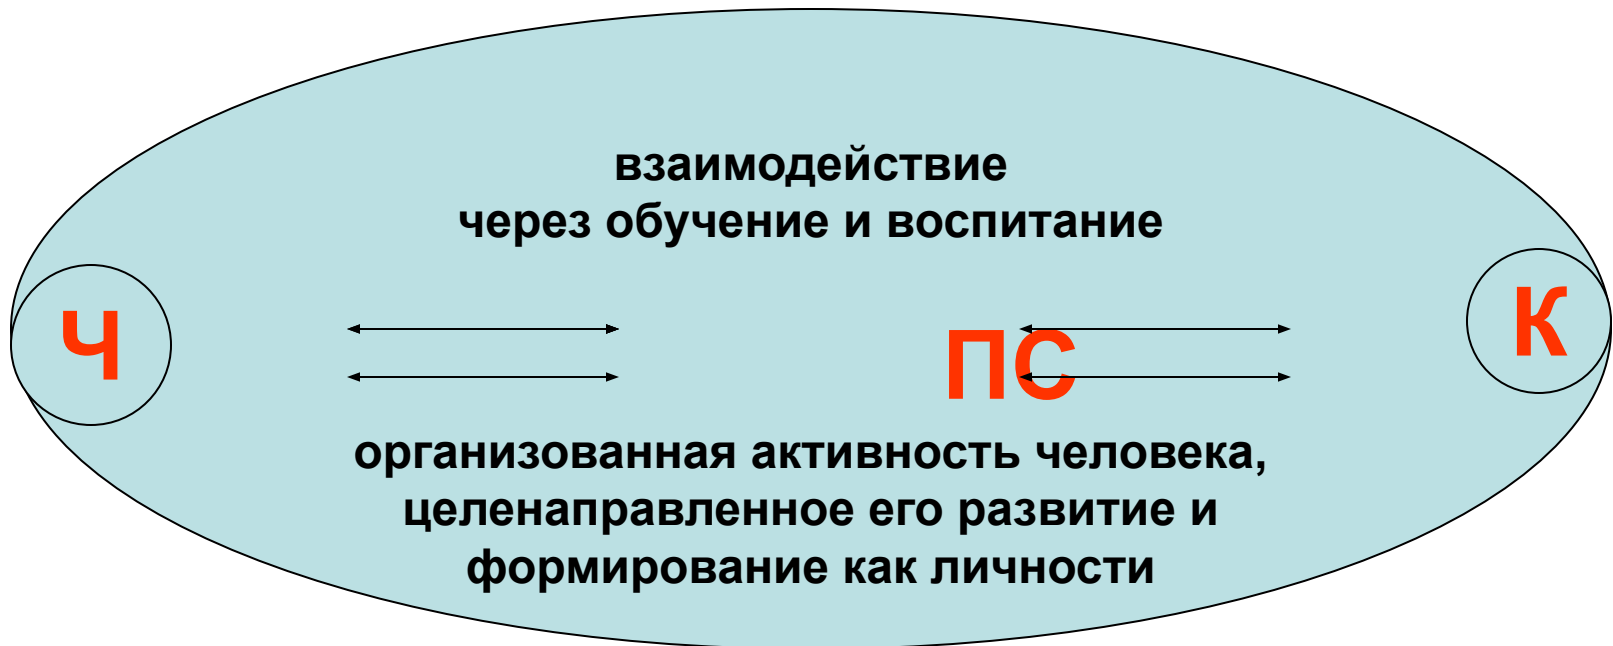 взаимодействие
через обучение и воспитание
Ч
ПС
К
организованная активность человека,
целенаправленное его развитие и
формирование как личности